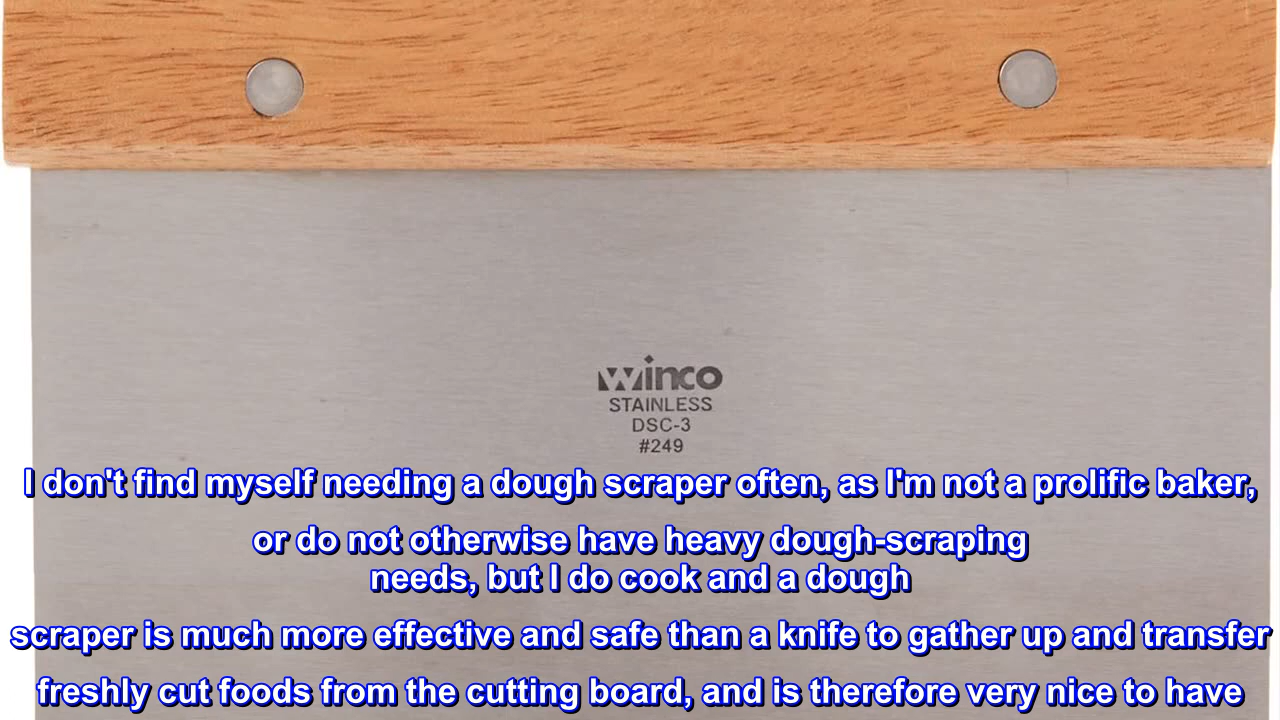 winco
STAINLESS
DSC-3
#249
I don't find myself needing a dough scraper often, as I'm not a prolific baker,
or do not otherwise have heavy dough-scraping
needs, but I do cook and a dough
scraper is much more effective and safe than a knife to gather up and transfer
freshly cut foods from the cutting board, and is therefore very nice to have